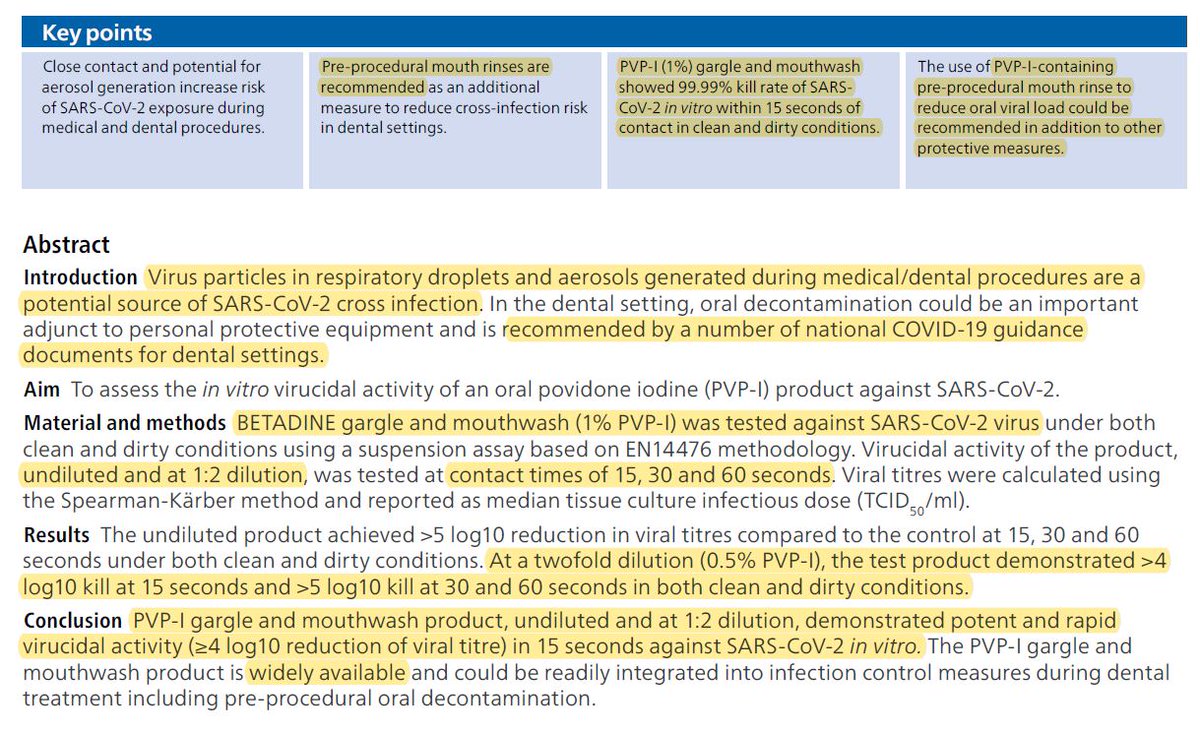 Key points
Close contact and potential for
aerosol generation increase risk
of SARS-CoV-2 exposure during
medical and dental procedures.
Pre-procedural mouth rinses are
recommended as an additional
measure to reduce cross-infection risk
in dental settings.
PVP-I (1%) gargle and mouthwash
showed 99.99% kill rate of SARS-
CoV-2 in vitro within 15 seconds of
contact in clean and dirty conditions.
The use of PVP-I-containing
pre-procedural mouth rinse to
reduce oral viral load could be
recommended in addition to other
protective measures.
Abstract
Introduction Virus particles in respiratory droplets and aerosols generated during medical/dental procedures are a
potential source of SARS-CoV-2 cross infection. In the dental setting, oral decontamination could be an important
adjunct to personal protective equipment and is recommended by a number of national COVID-19 guidance
documents for dental settings.
Aim To assess the in vitro virucidal activity of an oral povidone iodine (PVP-I) product against SARS-CoV-2.
Material and methods BETADINE gargle and mouthwash (1% PVP-I) was tested against SARS-CoV-2 virus under both
clean and dirty conditions using a suspension assay based on EN14476 methodology. Virucidal activity of the product,
undiluted and at 1:2 dilution, was tested at contact times of 15, 30 and 60 seconds. Viral titres were calculated using
the Spearman-Kärber method and reported as median tissue culture infectious dose (TCID50/ml).
Results The undiluted product achieved >5 log10 reduction in viral titres compared to the control at 15, 30 and 60
seconds under both clean and dirty conditions. At a twofold dilution (0.5% PVP-I), the test product demonstrated >4
log10 kill at 15 seconds and >5 log10 kill at 30 and 60 seconds in both clean and dirty conditions.
Conclusion PVP-I gargle and mouthwash product, undiluted and at 1:2 dilution, demonstrated potent and rapid
virucidal activity (≥4 log10 reduction of viral titre) in 15 seconds against SARS-CoV-2 in vitro. The PVP-I gargle and
mouthwash product is widely available and could be readily integrated into infection control measures during dental
treatment including pre-procedural oral decontamination.